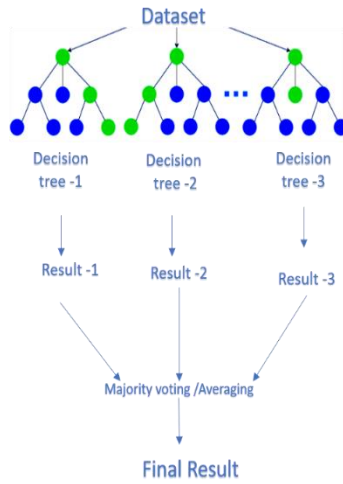 Dataset
Decision
tree -1
Decision
tree -2
Decision
tree -3
Result -1
Result -2
Result -3
Majority voting /Averaging
Final Result